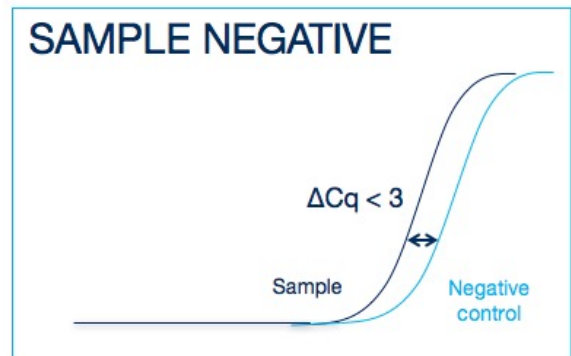 SAMPLE NEGATIVE
ΔCq < 3
Sample
Negative
control